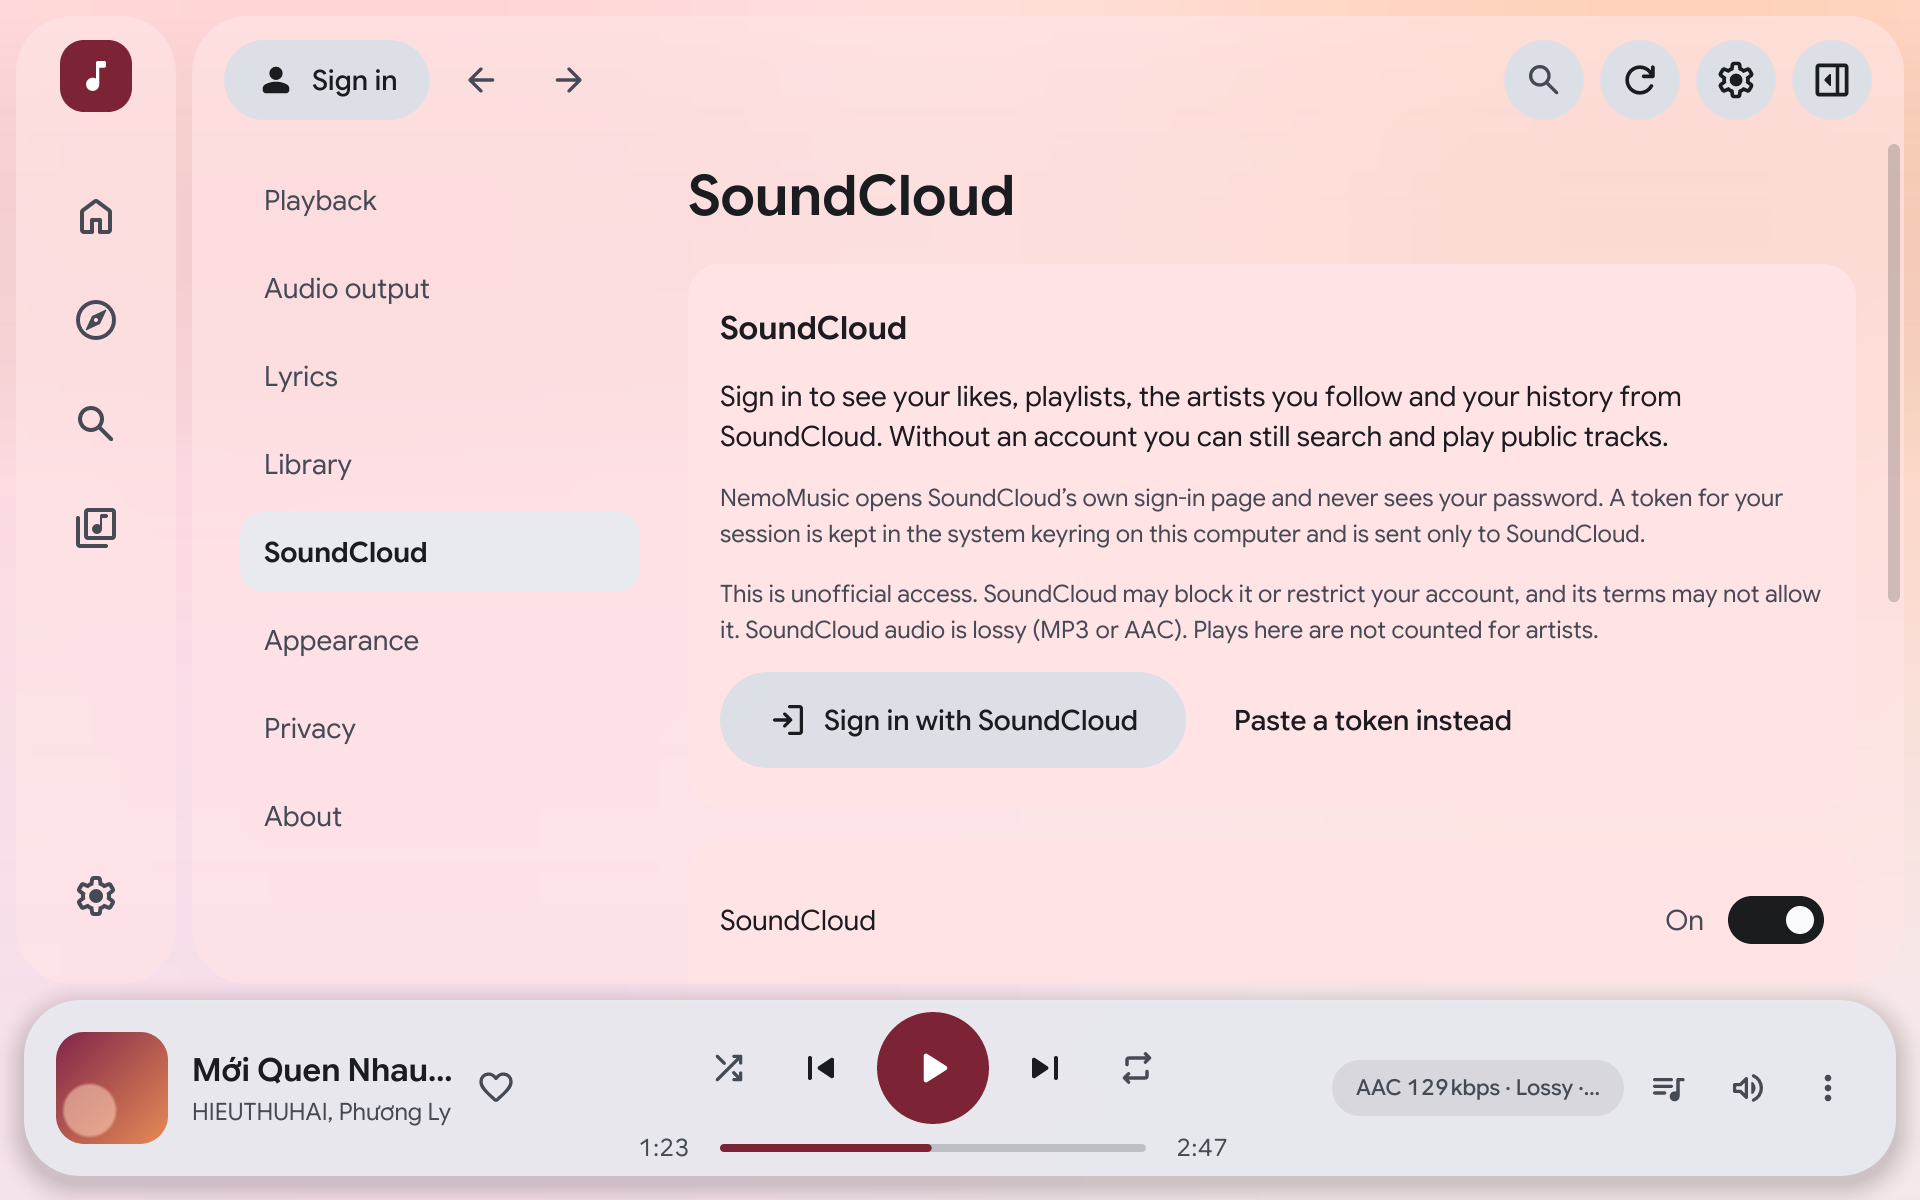 Sign in
Playback
Audio output
Lyrics
Library
SoundCloud
Appearance
Privacy
About
SoundCloud
SoundCloud
Sign in to see your likes, playlists, the artists you follow and your history from
SoundCloud. Without an account you can still search and play public tracks.
NemoMusic opens SoundCloud’s own sign-in page and never sees your password. A token for your
session is kept in the system keyring on this computer and is sent only to SoundCloud.
This is unofficial access. SoundCloud may block it or restrict your account, and its terms may not allow
it. SoundCloud audio is lossy (MP3 or AAC). Plays here are not counted for artists.
Sign in with SoundCloud
Paste a token instead
SoundCloud
On
Mới Quen Nhau...
HIEUTHUHAI, Phương Ly
1:23
2:47
AAC 129 kbps · Lossy ·...